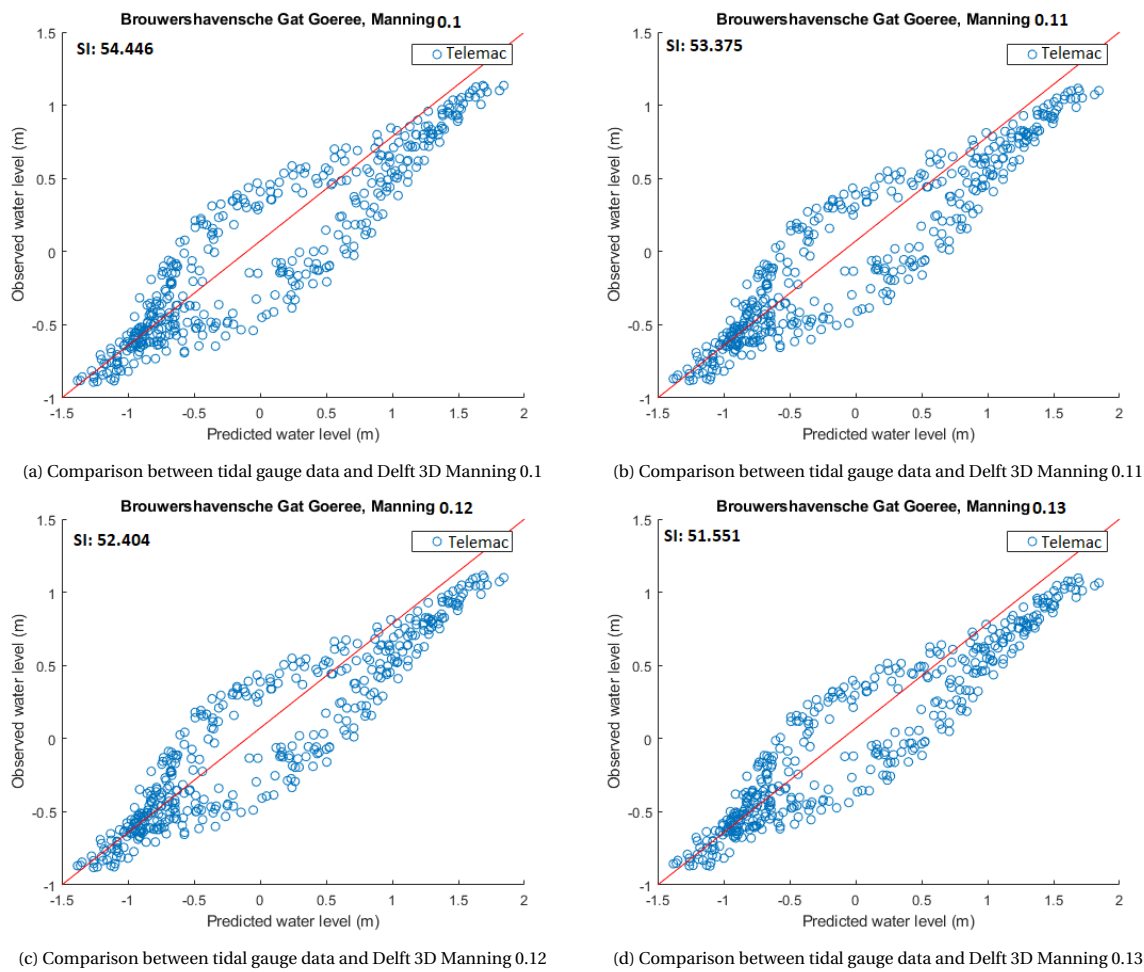 Brouwershavensche Gat Goeree, Manning 0.1
SI: 54.446
Telemac
1.5
1
0.5
0
-0.5
-1
Observed water level (m)
-1.5 -1 -0.5 0 0.5 1 1.5 2
Predicted water level (m)
(a) Comparison between tidal gauge data and Delft 3D Manning 0.1
Brouwershavensche Gat Goeree, Manning 0.11
SI: 53.375
Telemac
1.5
1
0.5
0
-0.5
-1
Observed water level (m)
-1.5 -1 -0.5 0 0.5 1 1.5 2
Predicted water level (m)
(b) Comparison between tidal gauge data and Delft 3D Manning 0.11
Brouwershavensche Gat Goeree, Manning 0.12
SI: 52.404
Telemac
1.5
1
0.5
0
-0.5
-1
Observed water level (m)
-1.5 -1 -0.5 0 0.5 1 1.5 2
Predicted water level (m)
(c) Comparison between tidal gauge data and Delft 3D Manning 0.12
Brouwershavensche Gat Goeree, Manning 0.13
SI: 51.551
Telemac
1.5
1
0.5
0
-0.5
-1
Observed water level (m)
-1.5 -1 -0.5 0 0.5 1 1.5 2
Predicted water level (m)
(d) Comparison between tidal gauge data and Delft 3D Manning 0.13